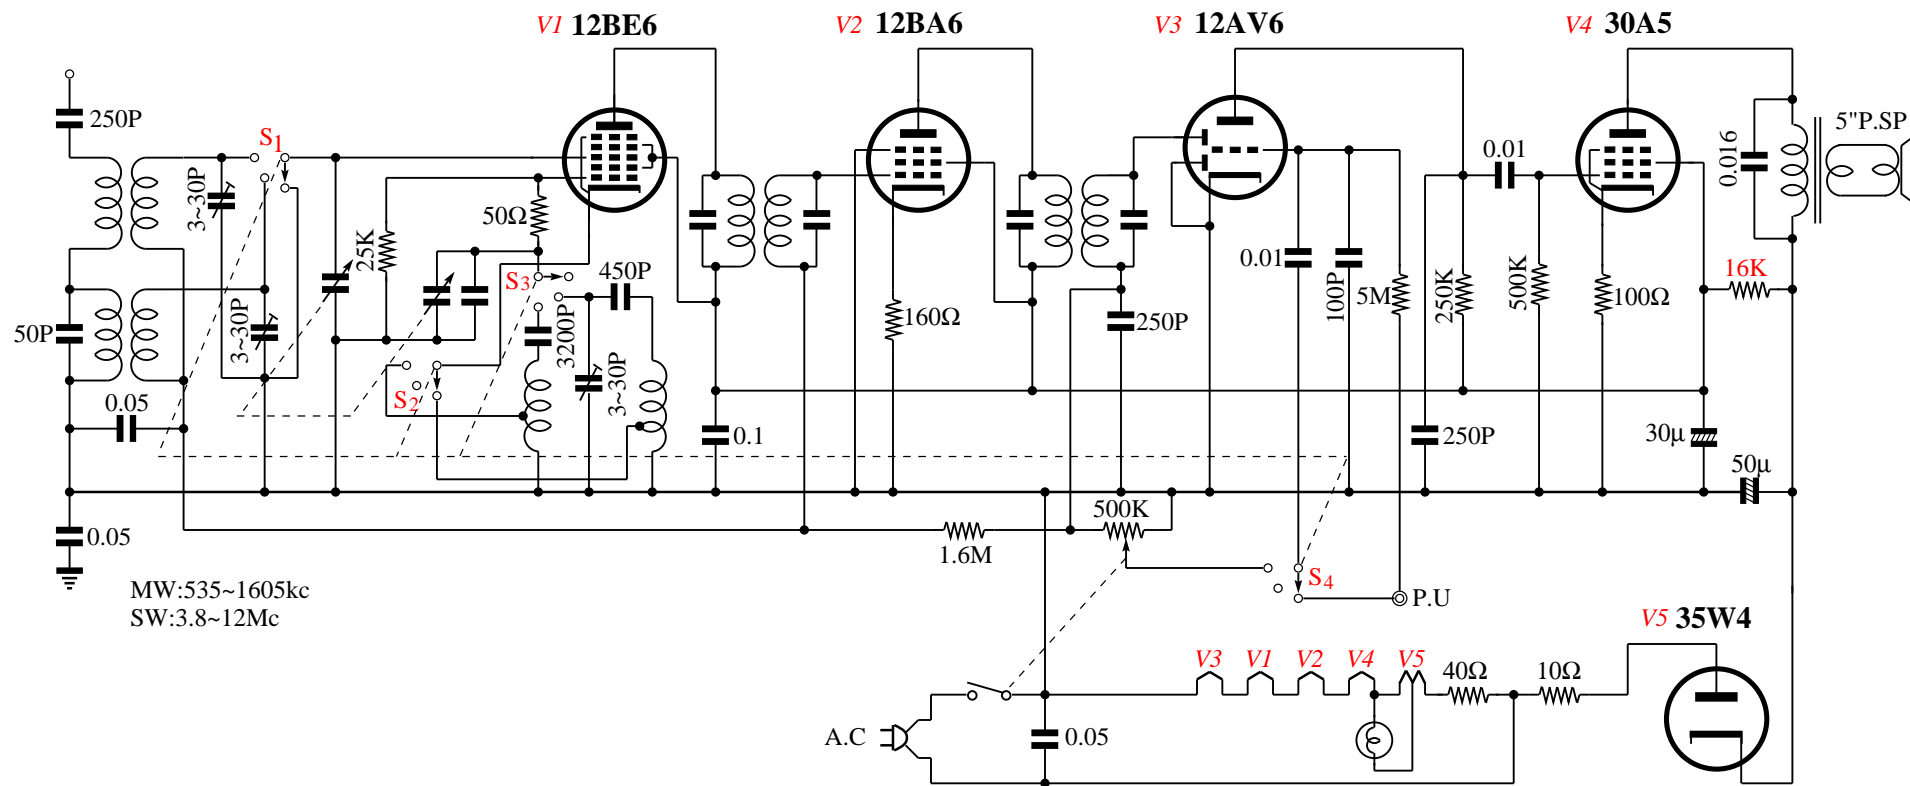 V1 12BE6
V2 12BA6
V3 12AV6
V4 30A5
250P
S1
3~30P
50P
3~30P
0.05
0.05
25K
50Ω
S3
450P
3200P
3~30P
S2
0.1
160Ω
250P
0.01
100P
5M
250K
0.01
500K
100Ω
250P
0.016
5"P.SP
16K
30μ
50μ
1.6M
500K
S4
P.U
MW:535~1605kc
SW:3.8~12Mc
V5 35W4
V3
V1
V2
V4
V5
40Ω
10Ω
A.C
0.05